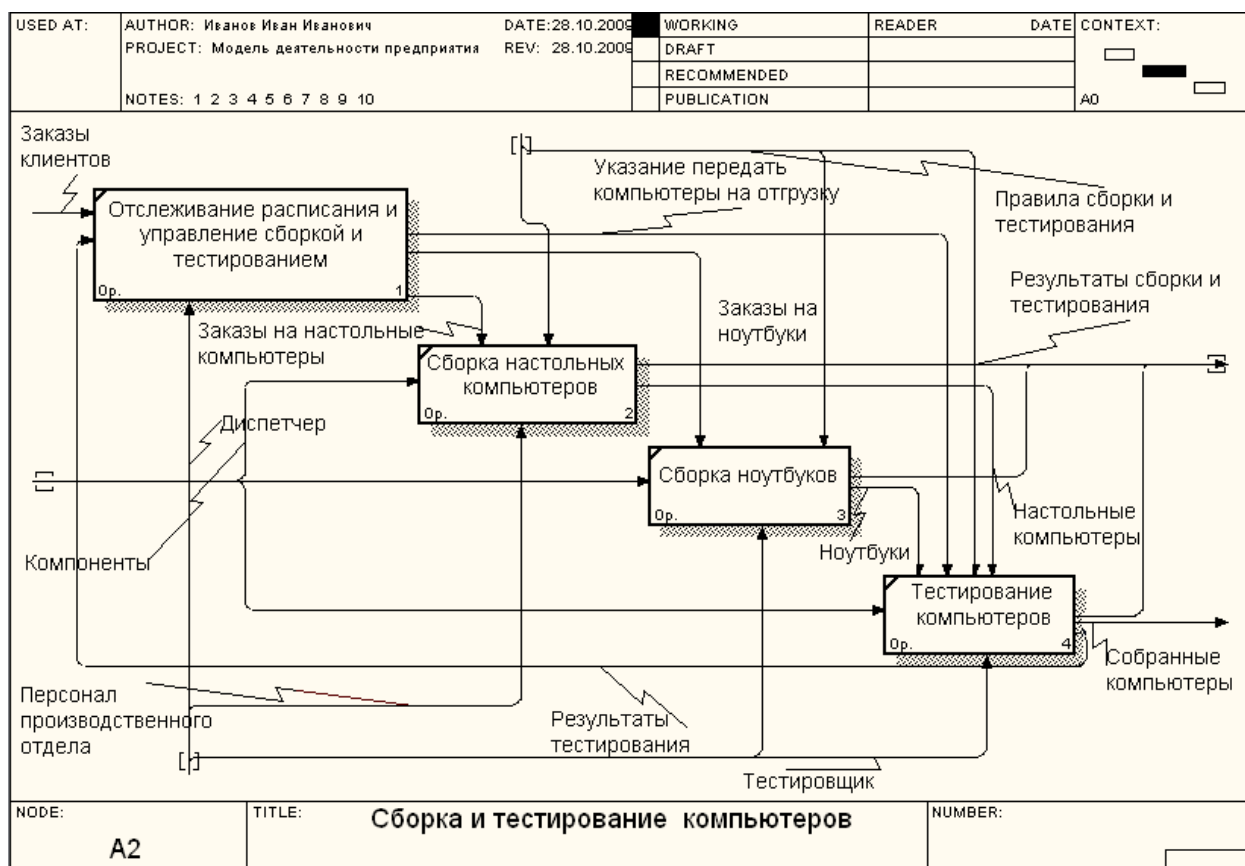 USED AT:
AUTHOR: Иванов Иван Иванович
DATE:28.10.2009
PROJECT: Модель деятельности предприятия
REV: 28.10.2009
NOTES: 1 2 3 4 5 6 7 8 9 10
WORKING
DRAFT
RECOMMENDED
PUBLICATION
READER
DATE
CONTEXT:
A0
Заказы
клиентов
Указание передать
компьютеры на отгрузку
Правила сборки и
тестирования
Отслеживание расписания и
управление сборкой и
тестированием
0р.
1
Результаты сборки и
тестирования
Заказы на настольные
компьютеры
Заказы на
ноутбуки
Сборка настольных
компьютеров
0р.
2
Диспетчер
Сборка ноутбуков
0р.
3
Компоненты
Ноутбуки
Настольные
компьютеры
Тестирование
компьютеров
0р.
4
Собранные
компьютеры
Персонал
производственного
отдела
Результаты
тестирования
Тестировщик
NODE:
A2
TITLE:
Сборка и тестирование компьютеров
NUMBER: